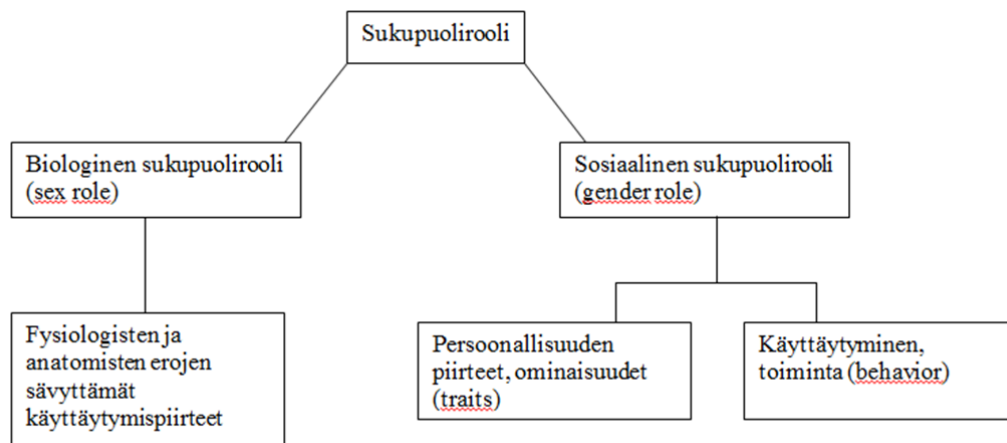 Sukupuolirooli
Biologinen sukupuolirooli
(sex role)
Sosiaalinen sukupuolirooli
(gender role)
Fysiologisten ja
anatomisten erojen
sävyttämät
käyttäytymispiirteet
Persoonallisuuden
piirteet, ominaisuudet
(traits)
Käyttäytyminen,
toiminta (behavior)